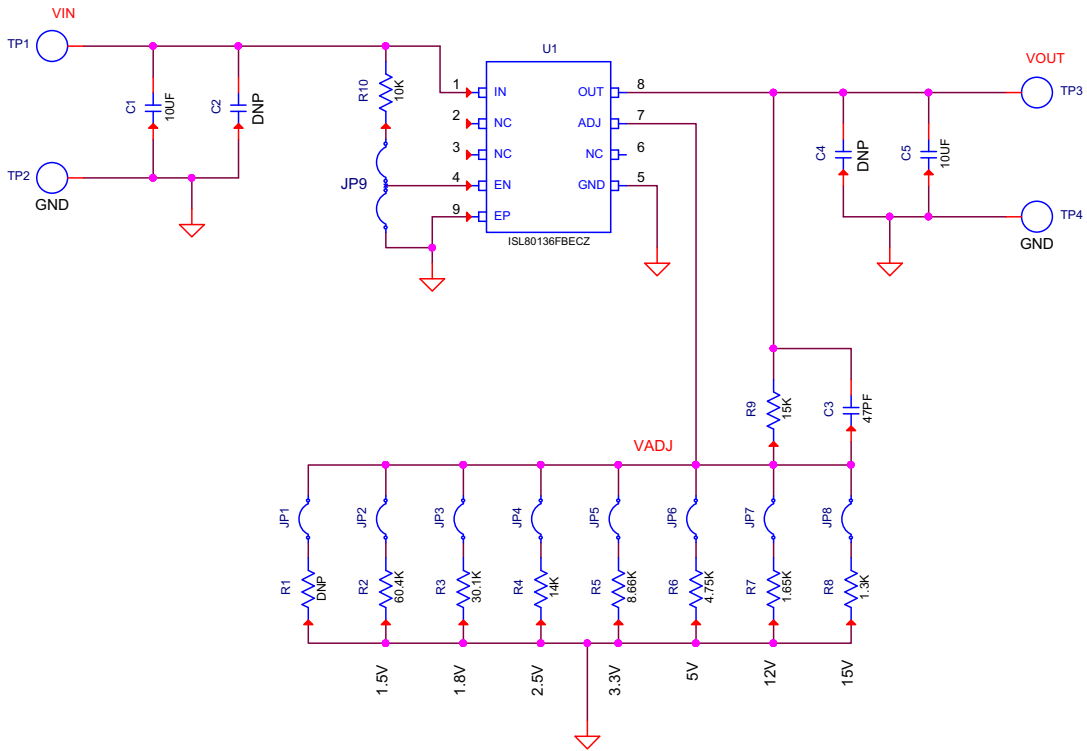 VIN
TP1
C1
10UF
C2
DNP
TP2
GND
R10
10K
JP9
U1
1 IN
2 NC
3 NC
4 EN
9 EP
OUT 8
ADJ 7
NC 6
GND 5
ISL80136FBECZ
VOUT
TP3
C4
DNP
C5
10UF
TP4
GND
R9
15K
C3
47PF
VADJ
JP1
JP2
JP3
JP4
JP5
JP6
JP7
JP8
R1
DNP
R2
60.4K
R3
30.1K
R4
14K
R5
8.66K
R6
4.75K
R7
1.65K
R8
1.3K
1.5V
1.8V
2.5V
3.3V
5V
12V
15V